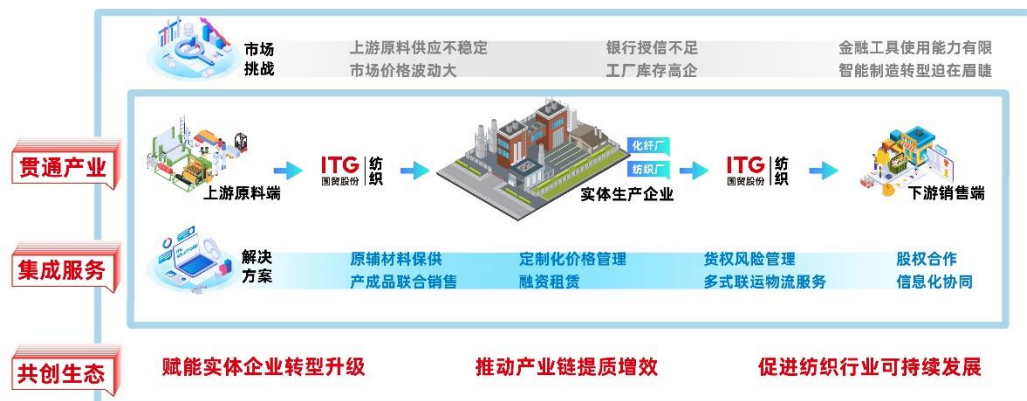 市场
挑战
上游原料供应不稳定 银行授信不足 金融工具使用能力有限
市场价格波动大 工厂库存高企 智能制造转型迫在眉睫
贯通产业
上游原料端
ITG 纺织
国贸股份
化纤厂
纺织厂
实体生产企业
ITG 纺织
国贸股份
下游销售端
集成服务
解决
方案
原辅材料保供 定制化价格管理 货权风险管理 股权合作
产成品联合销售 融资租赁 多式联运物流服务 信息化协同
共创生态
赋能实体企业转型升级 推动产业链提质增效 促进纺织行业可持续发展